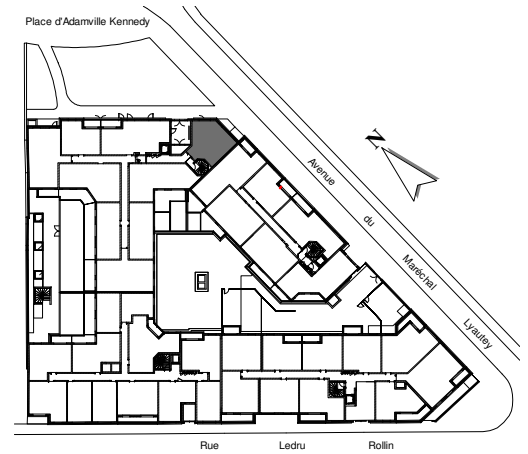 Place d'Adamville Kennedy
N
Avenue du Maréchal Lyautey
Rue Ledru Rollin